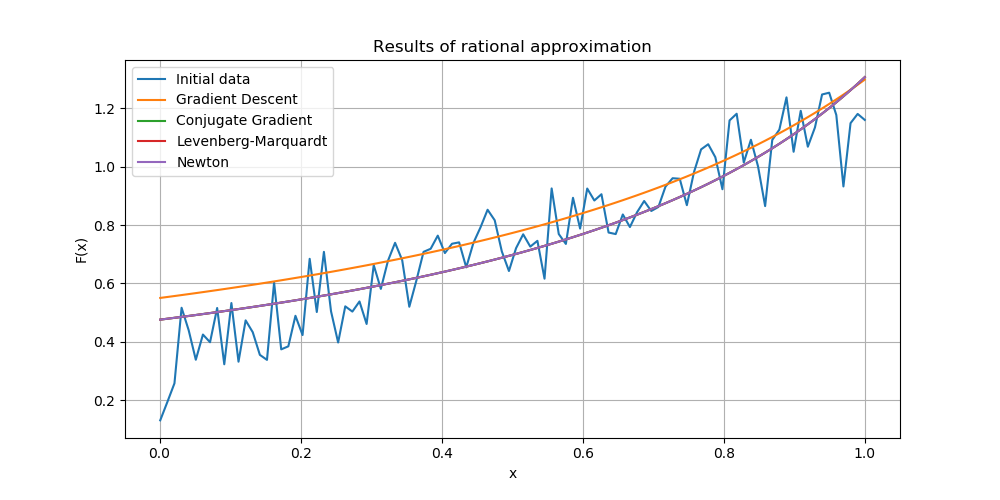 Results of rational approximation
Initial data
Gradient Descent
Conjugate Gradient
Levenberg-Marquardt
Newton
F(x)
1.2
1.0
0.8
0.6
0.4
0.2
0.0 0.2 0.4 0.6 0.8 1.0
x